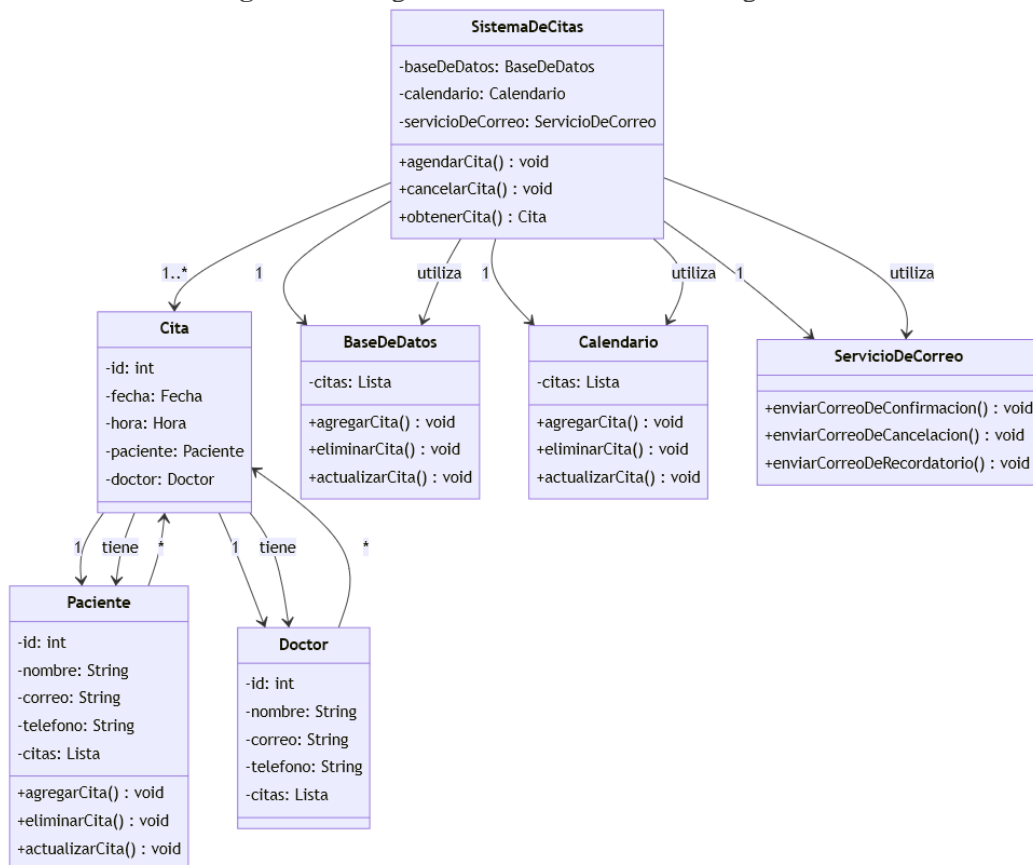 SistemaDeCitas
-baseDeDatos: BaseDeDatos
-calendario: Calendario
-servicioDeCorreo: ServicioDeCorreo
+agendarCita() : void
+cancelarCita() : void
+obtenerCita() : Cita
1..*
1
utiliza
1
utiliza
1
utiliza
Cita
-id: int
-fecha: Fecha
-hora: Hora
-paciente: Paciente
-doctor: Doctor
BaseDeDatos
-citas: Lista
+agregarCita() : void
+eliminarCita() : void
+actualizarCita() : void
Calendario
-citas: Lista
+agregarCita() : void
+eliminarCita() : void
+actualizarCita() : void
ServicioDeCorreo
+enviarCorreoDeConfirmacion() : void
+enviarCorreoDeCancelacion() : void
+enviarCorreoDeRecordatorio() : void
1
tiene
*
1
tiene
*
Paciente
-id: int
-nombre: String
-correo: String
-telefono: String
-citas: Lista
+agregarCita() : void
+eliminarCita() : void
+actualizarCita() : void
Doctor
-id: int
-nombre: String
-correo: String
-telefono: String
-citas: Lista